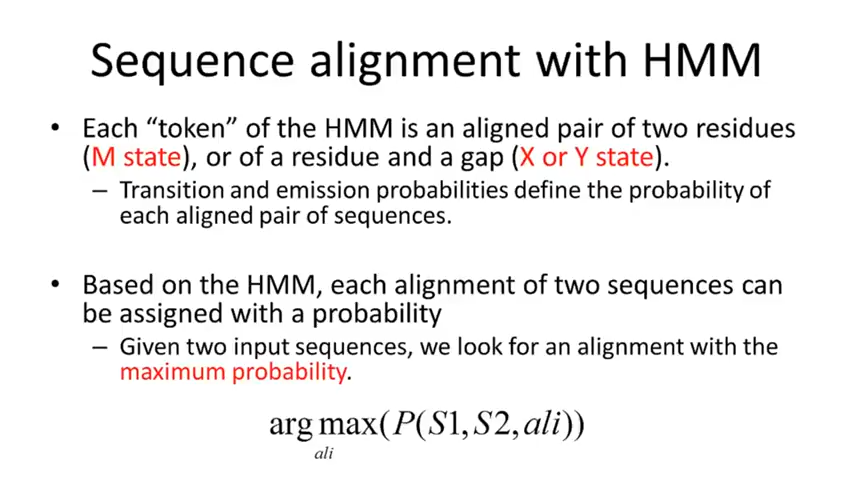 Sequence alignment with HMM
• Each “token” of the HMM is an aligned pair of two residues
(M state), or of a residue and a gap (X or Y state).
– Transition and emission probabilities define the probability of
each aligned pair of sequences.
• Based on the HMM, each alignment of two sequences can
be assigned with a probability
– Given two input sequences, we look for an alignment with the
maximum probability.
arg max(P(S1, S2, ali))
ali